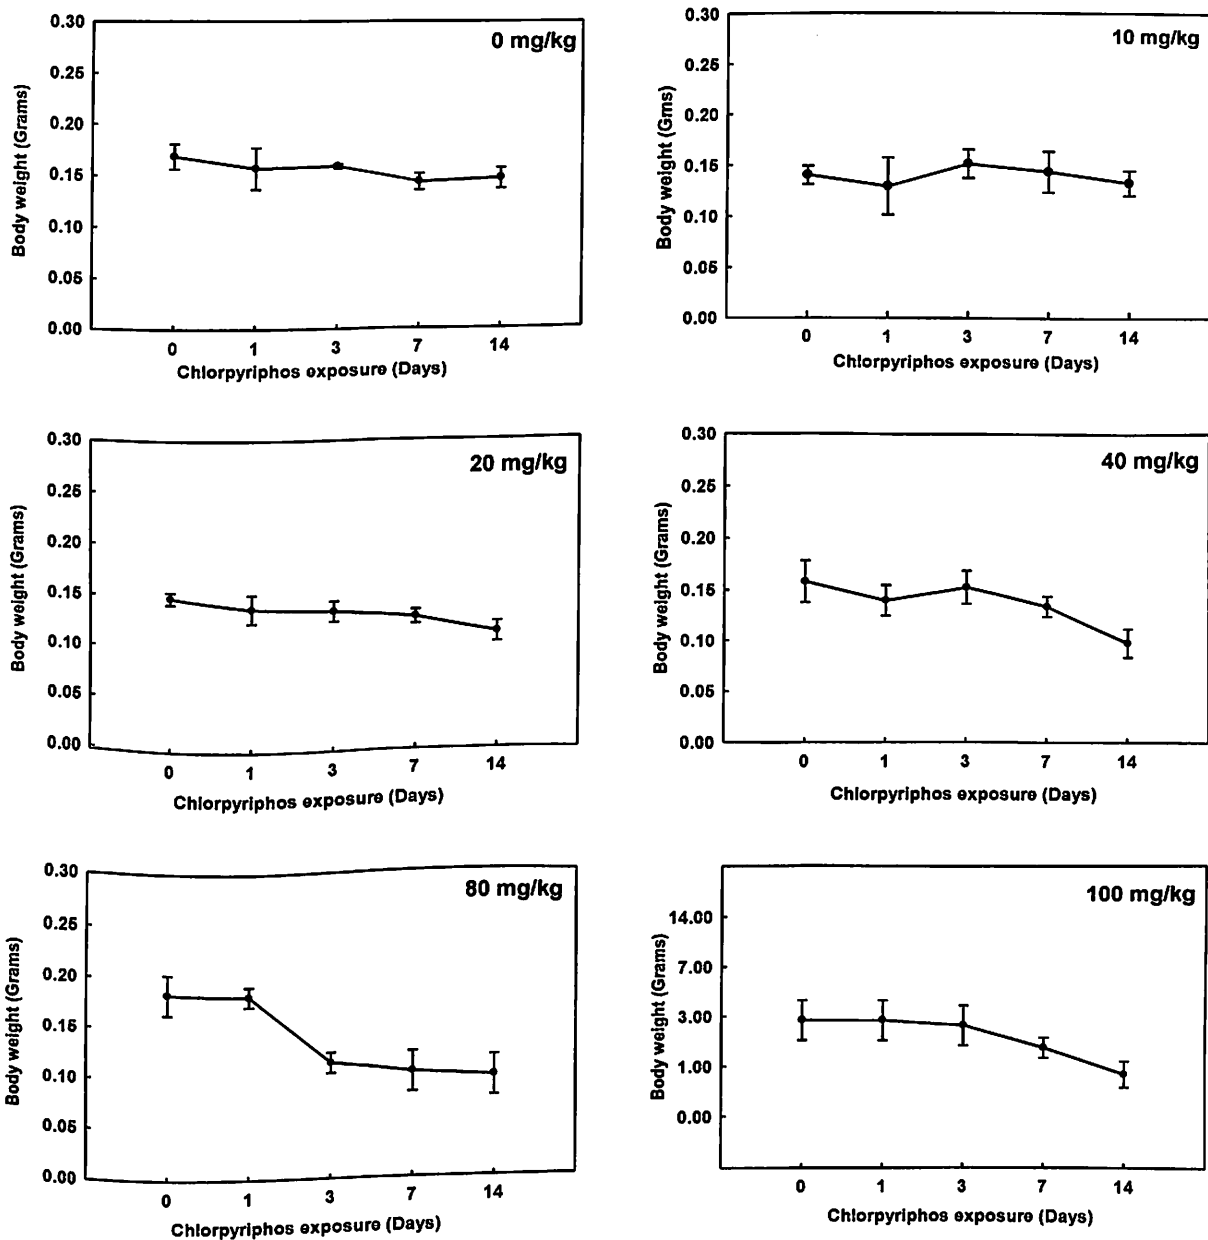 0 mg/kg
Body weight (Grams)
0.30
0.25
0.20
0.15
0.10
0.05
0.00
0 1 3 7 14
Chlorpyriphos exposure (Days)
10 mg/kg
Body weight (Gms)
0.30
0.25
0.20
0.15
0.10
0.05
0.00
0 1 3 7 14
Chlorpyriphos exposure (Days)
20 mg/kg
Body weight (Grams)
0.30
0.25
0.20
0.15
0.10
0.05
0.00
0 1 3 7 14
Chlorpyriphos exposure (Days)
40 mg/kg
Body weight (Grams)
0.30
0.25
0.20
0.15
0.10
0.05
0.00
0 1 3 7 14
Chlorpyriphos exposure (Days)
80 mg/kg
Body weight (Grams)
0.30
0.25
0.20
0.15
0.10
0.05
0.00
0 1 3 7 14
Chlorpyriphos exposure (Days)
100 mg/kg
Body weight (Grams)
14.00
7.00
3.00
1.00
0.00
0 1 3 7 14
Chlorpyriphos exposure (Days)